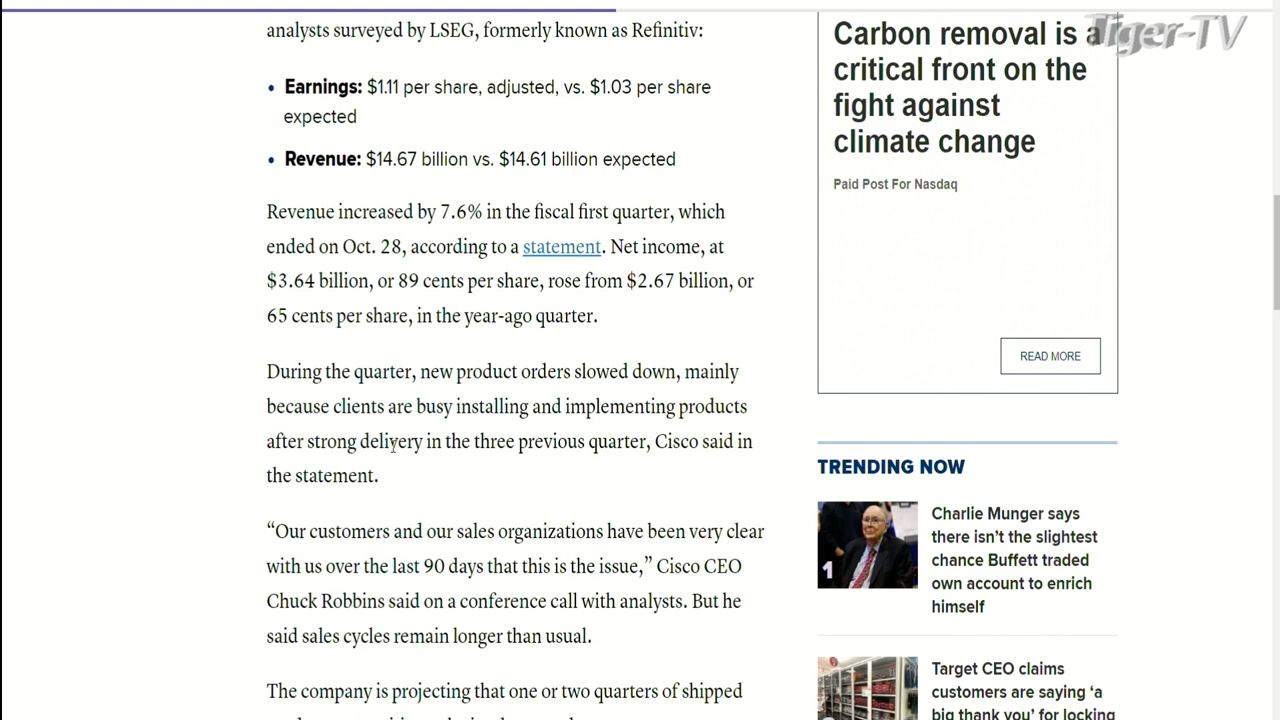 analysts surveyed by LSEG, formerly known as Refinitiv:
• Earnings: $1.11 per share, adjusted, vs. $1.03 per share
expected
• Revenue: $14.67 billion vs. $14.61 billion expected
Revenue increased by 7.6% in the fiscal first quarter, which
ended on Oct. 28, according to a statement. Net income, at
$3.64 billion, or 89 cents per share, rose from $2.67 billion, or
65 cents per share, in the year-ago quarter.
During the quarter, new product orders slowed down, mainly
because clients are busy installing and implementing products
after strong delivery in the three previous quarter, Cisco said in
the statement.
“Our customers and our sales organizations have been very clear
with us over the last 90 days that this is the issue,” Cisco CEO
Chuck Robbins said on a conference call with analysts. But he
said sales cycles remain longer than usual.
The company is projecting that one or two quarters of shipped
Tiger-TV
Carbon removal is a
critical front on the
fight against
climate change
Paid Post For Nasdaq
READ MORE
TRENDING NOW
1
Charlie Munger says
there isn’t the slightest
chance Buffett traded
own account to enrich
himself
Target CEO claims
customers are saying ‘a
big thank you’ for locking